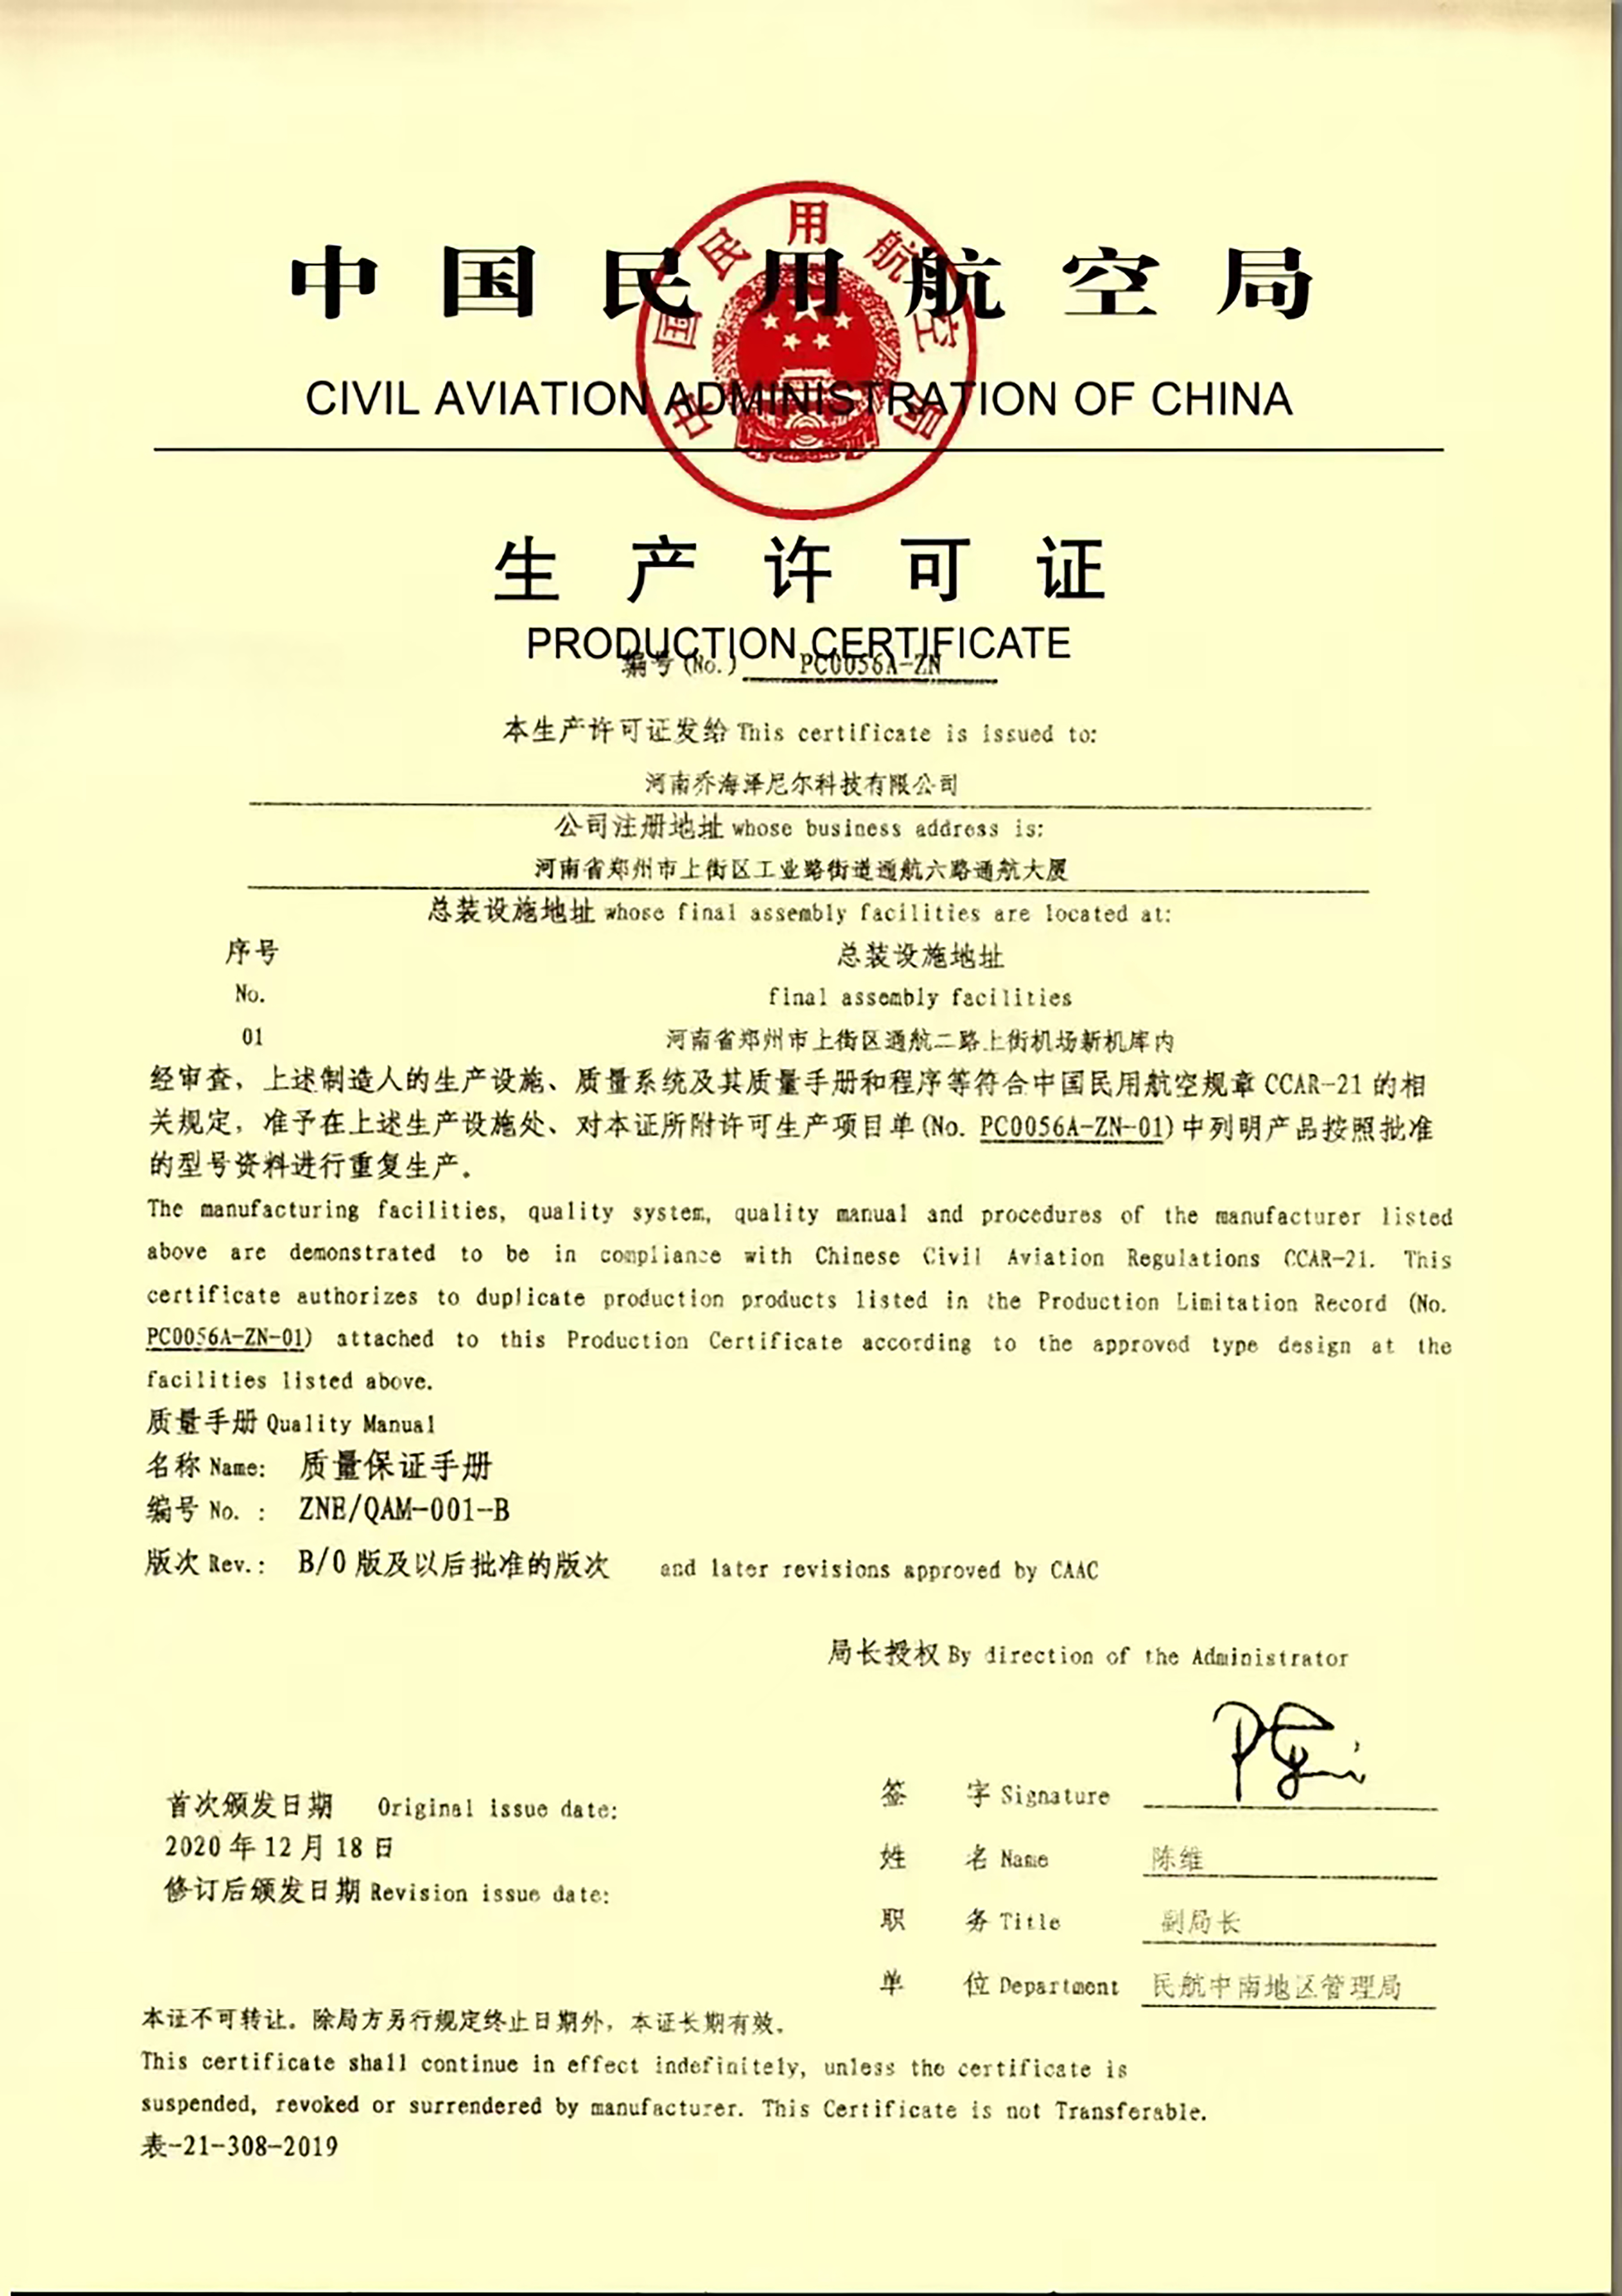 中国民用航空局
中国民用航空局
CIVIL AVIATION ADMINISTRATION OF CHINA
生产许可证
PRODUCTION CERTIFICATE
编号(No.) PC0056A-ZN
本生产许可证发给 This certificate is issued to:
河南乔海泽尼尔科技有限公司
公司注册地址 whose business address is:
河南省郑州市上街区工业路街道通航六路通航大厦
总装设施地址 whose final assembly facilities are located at:
序号 总装设施地址
No. final assembly facilities
01 河南省郑州市上街区通航二路上街机场新机库内
经审查，上述制造人的生产设施、质量系统及其质量手册和程序等符合中国民用航空规章 CCAR-21 的相
关规定，准予在上述生产设施处、对本证所附许可生产项目单(No. PC0056A-ZN-01)中列明产品按照批准
的型号资料进行重复生产。
The manufacturing facilities, quality system, quality manual and procedures of the manufacturer listed
above are demonstrated to be in compliance with Chinese Civil Aviation Regulations CCAR-21. This
certificate authorizes to duplicate production products listed in the Production Limitation Record (No.
PC0056A-ZN-01) attached to this Production Certificate according to the approved type design at the
facilities listed above.
质量手册 Quality Manual
名称 Name: 质量保证手册
编号 No. : ZNE/QAM-001-B
版次 Rev.: B/0 版及以后批准的版次 and later revisions approved by CAAC
局长授权 By direction of the Administrator
签 字 Signature
首次颁发日期 Original issue date:
2020 年 12 月 18 日
姓 名 Name 陈维
修订后颁发日期 Revision issue date:
职 务 Title 副局长
单 位 Department 民航中南地区管理局
本证不可转让。除局方另行规定终止日期外，本证长期有效。
This certificate shall continue in effect indefinitely, unless the certificate is
suspended, revoked or surrendered by manufacturer. This Certificate is not Transferable.
表-21-308-2019